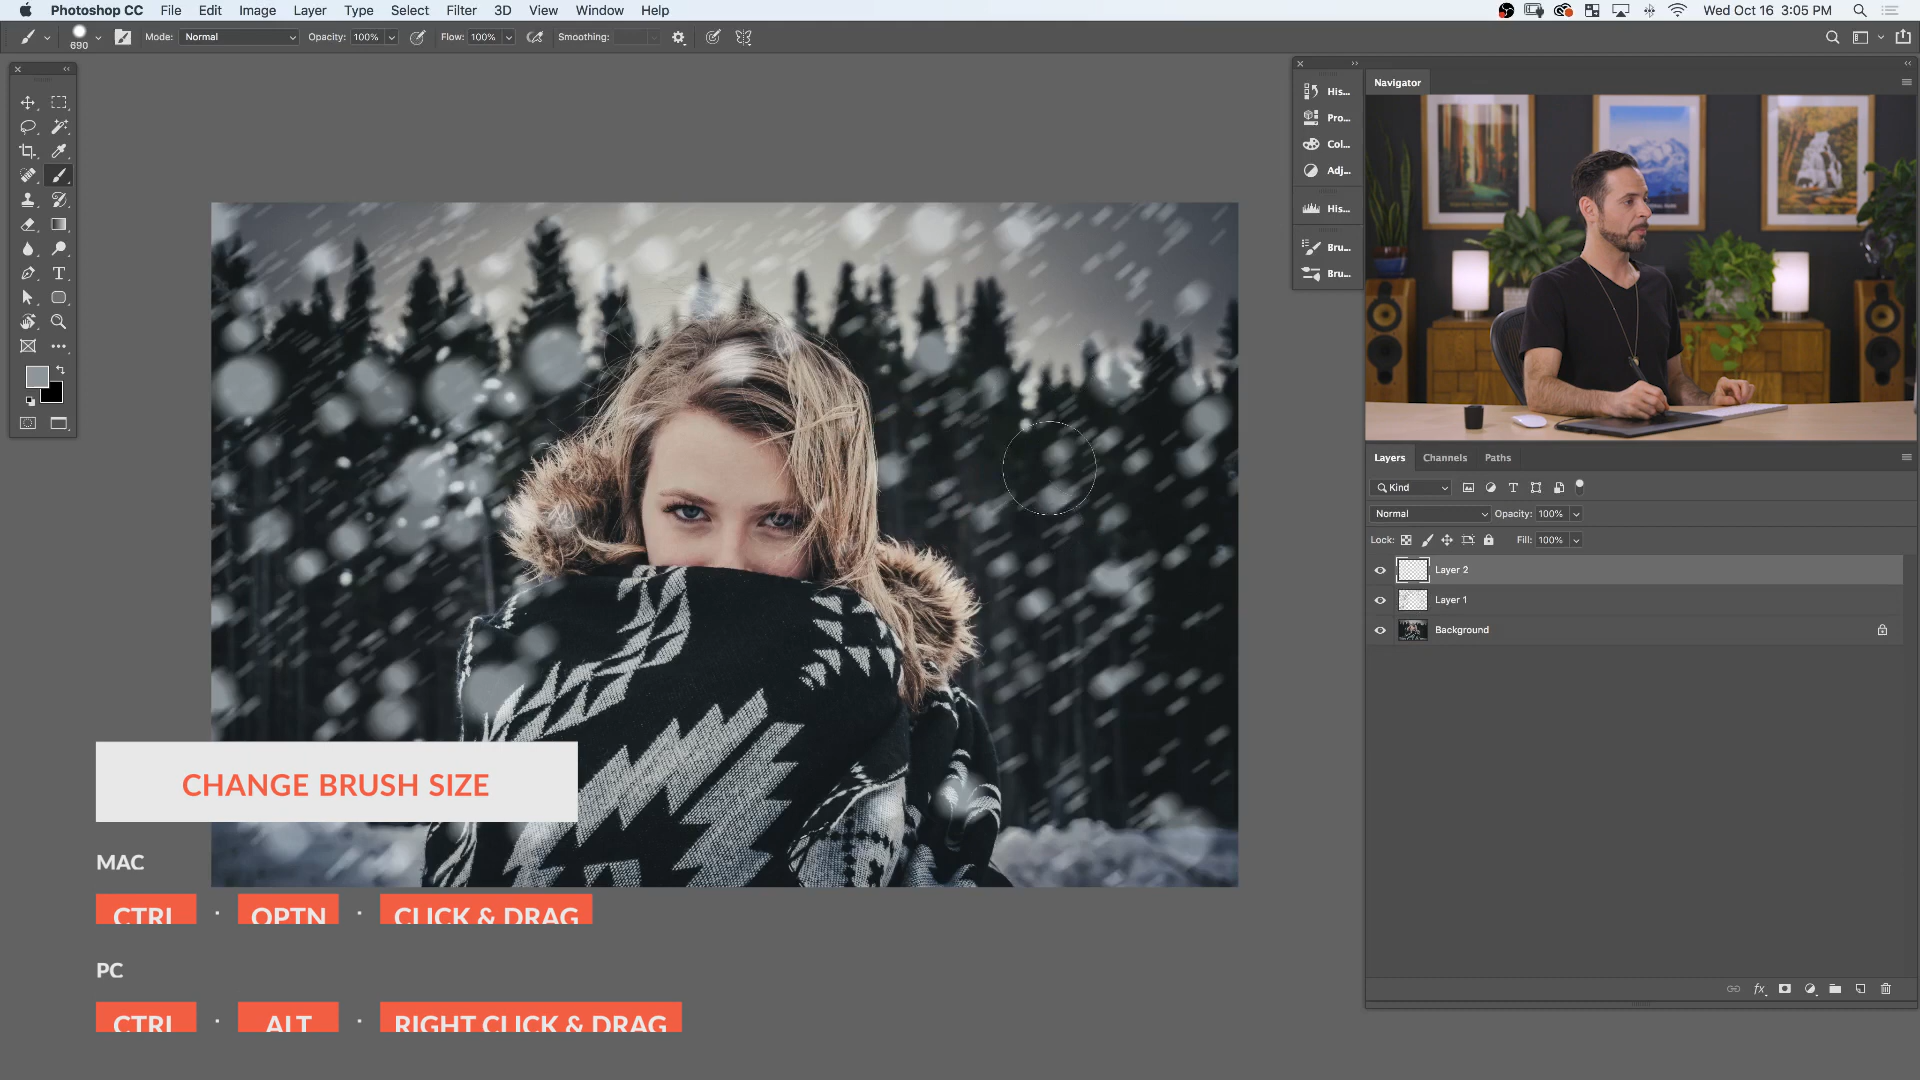 Photoshop CC File Edit Image Layer Type Select Filter 3D View Window Help Wed Oct 16 3:05 PM
690 Mode: Normal Opacity: 100% Flow: 100% Smoothing:
Navigator
His...
Pro...
Col...
Adj...
His...
Bru...
Bru...
Layers Channels Paths
Kind
Normal Opacity: 100%
Lock: Fill: 100%
Layer 2
Layer 1
Background
fx
CHANGE BRUSH SIZE
MAC
CTRL · OPTN · CLICK & DRAG
PC
CTRL · ALT · RIGHT CLICK & DRAG